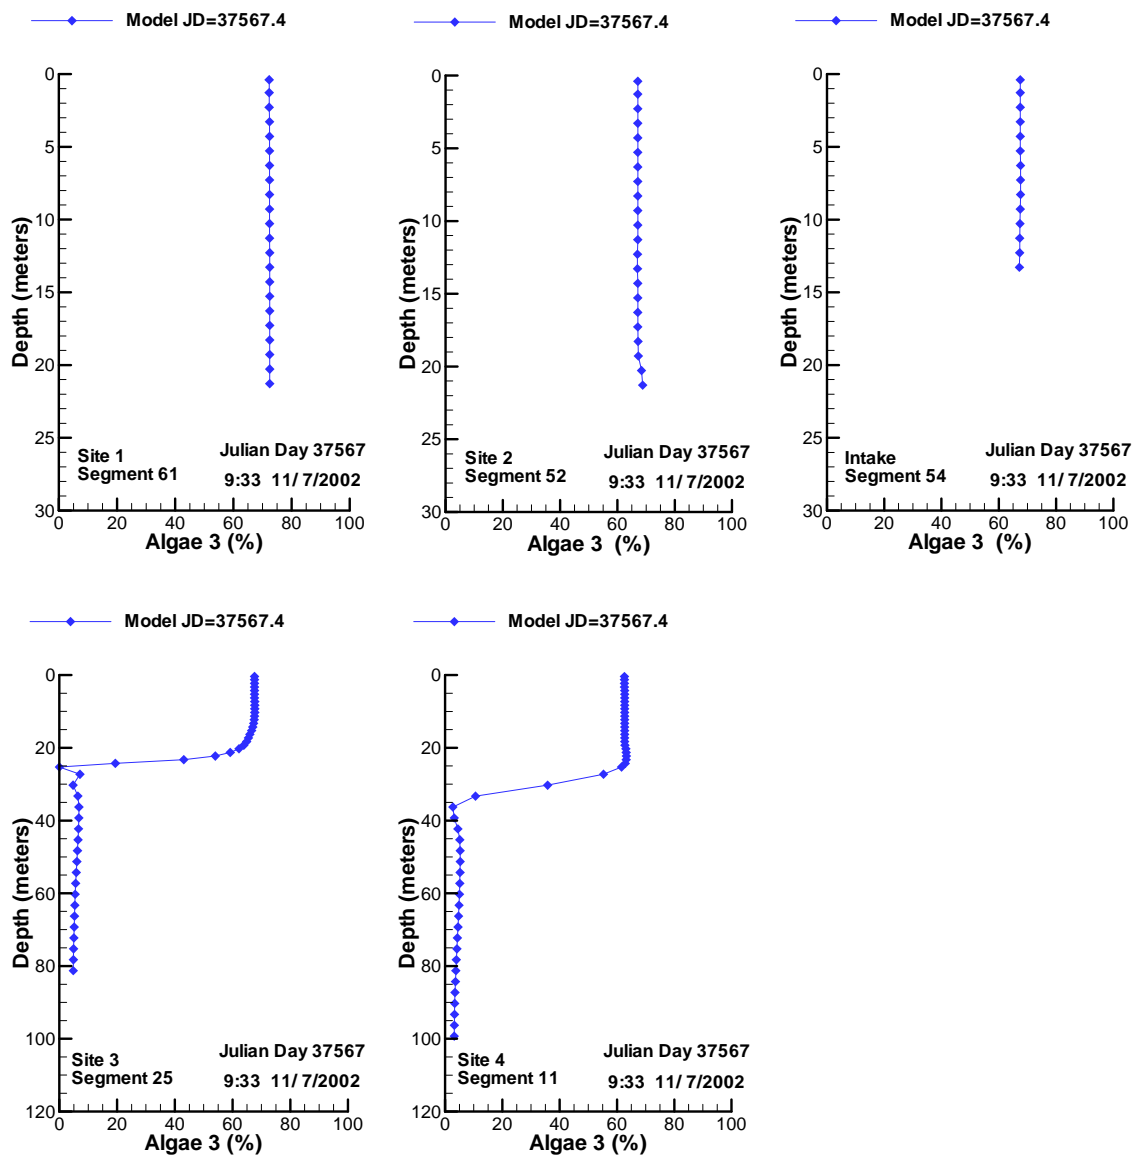 Model JD=37567.4
0
5
10
15
20
25
30
Depth (meters)
Site 1
Segment 61
Julian Day 37567
9:33 11/ 7/2002
0 20 40 60 80 100
Algae 3 (%)
Model JD=37567.4
0
5
10
15
20
25
30
Depth (meters)
Site 2
Segment 52
Julian Day 37567
9:33 11/ 7/2002
0 20 40 60 80 100
Algae 3 (%)
Model JD=37567.4
0
5
10
15
20
25
30
Depth (meters)
Intake
Segment 54
Julian Day 37567
9:33 11/ 7/2002
0 20 40 60 80 100
Algae 3 (%)
Model JD=37567.4
0
20
40
60
80
100
120
Depth (meters)
Site 3
Segment 25
Julian Day 37567
9:33 11/ 7/2002
0 20 40 60 80 100
Algae 3 (%)
Model JD=37567.4
0
20
40
60
80
100
120
Depth (meters)
Site 4
Segment 11
Julian Day 37567
9:33 11/ 7/2002
0 20 40 60 80 100
Algae 3 (%)